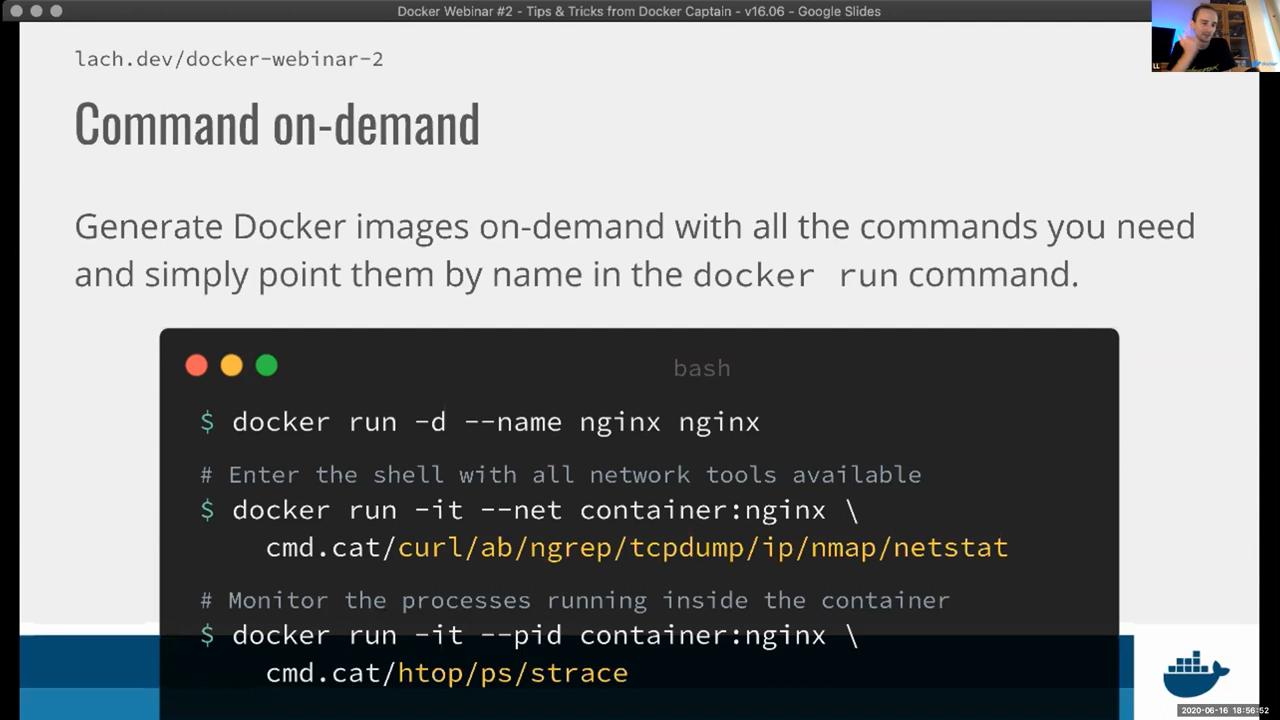 Docker Webinar #2 - Tips & Tricks from Docker Captain - v16.06 - Google Slides
lach.dev/docker-webinar-2
LL
docker
Command on-demand
Generate Docker images on-demand with all the commands you need
and simply point them by name in the docker run command.
bash
$ docker run -d --name nginx nginx
# Enter the shell with all network tools available
$ docker run -it --net container:nginx \
cmd.cat/curl/ab/ngrep/tcpdump/ip/nmap/netstat
# Monitor the processes running inside the container
$ docker run -it --pid container:nginx \
cmd.cat/htop/ps/strace
2020-06-16 18:56:52